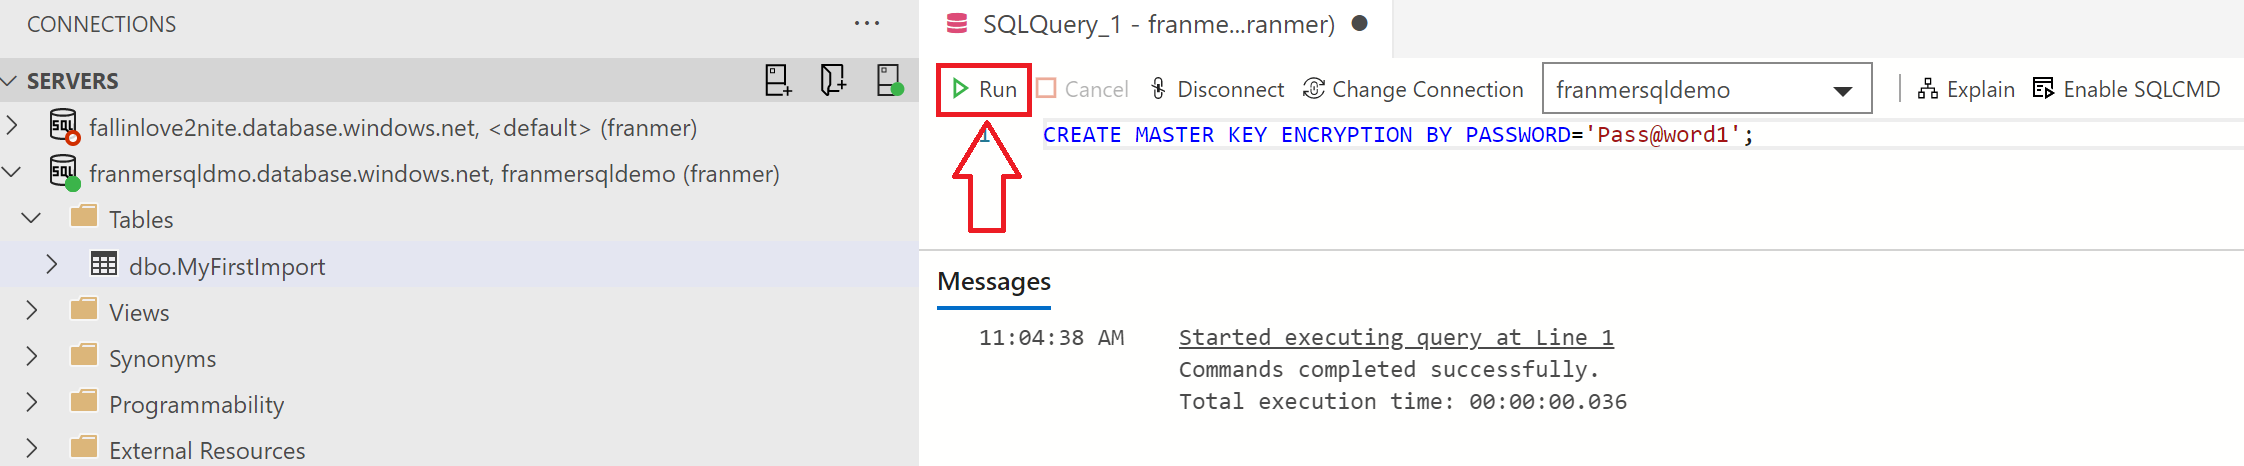 CONNECTIONS
SERVERS
fallinlove2nite.database.windows.net, <default> (franmer)
franmersqldmo.database.windows.net, franmersqldemo (franmer)
Tables
dbo.MyFirstImport
Views
Synonyms
Programmability
External Resources
SQLQuery_1 - franme...ranmer)
Run Cancel Disconnect Change Connection franmersqldemo Explain Enable SQLCMD
1 CREATE MASTER KEY ENCRYPTION BY PASSWORD='Pass@word1';
Messages
11:04:38 AM Started executing query at Line 1
Commands completed successfully.
Total execution time: 00:00:00.036